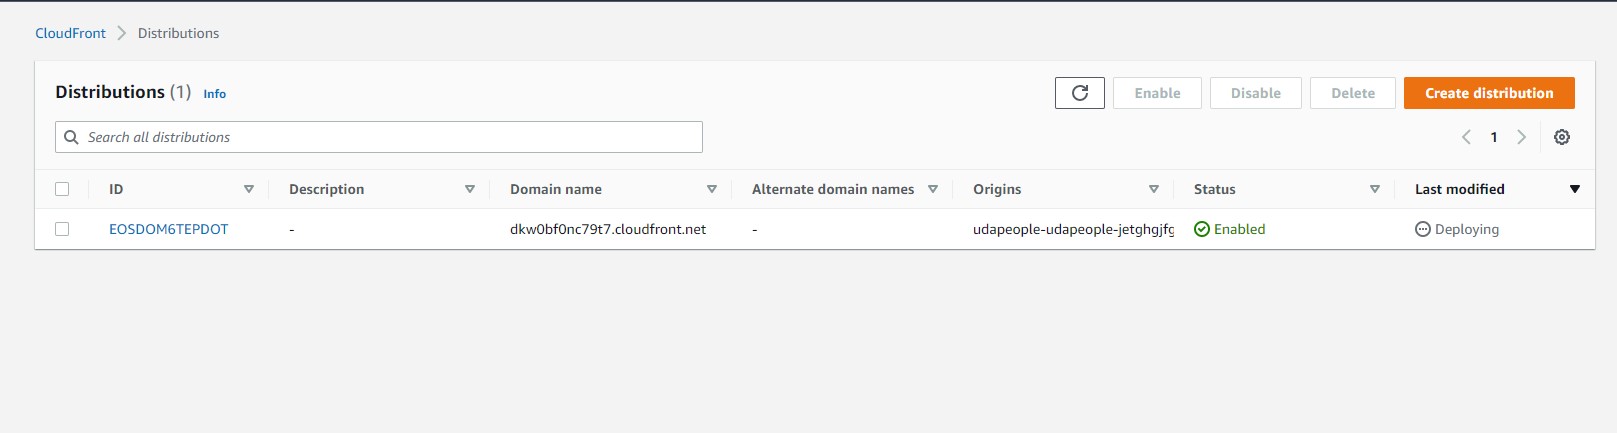 CloudFront > Distributions
Distributions (1) Info
Enable Disable Delete Create distribution
Search all distributions
1
ID Description Domain name Alternate domain names Origins Status Last modified
EOSDOM6TEPDOT - dkw0bf0nc79t7.cloudfront.net - udapeople-udapeople-jetghgjfg Enabled Deploying